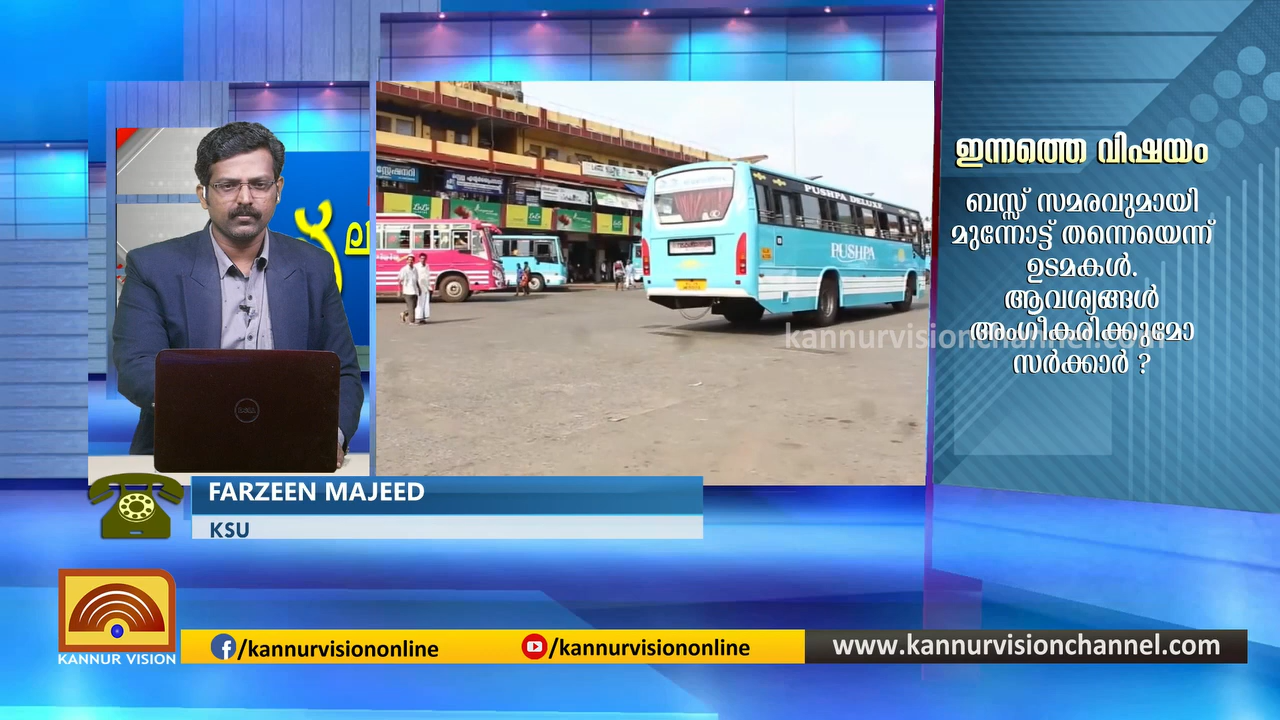 ഇന്നത്തെ വിഷയം
ബസ്സ് സമരവുമായി
മുന്നോട്ട് തന്നെയെന്ന്
ഉടമകൾ.
ആവശ്യങ്ങൾ
അംഗീകരിക്കുമോ
സർക്കാർ ?
PUSHPA DELUXE
PUSHPA
kannurvisionchannel.com
DELL
FARZEEN MAJEED
KSU
KANNUR VISION
/kannurvisiononline
/kannurvisiononline
www.kannurvisionchannel.com